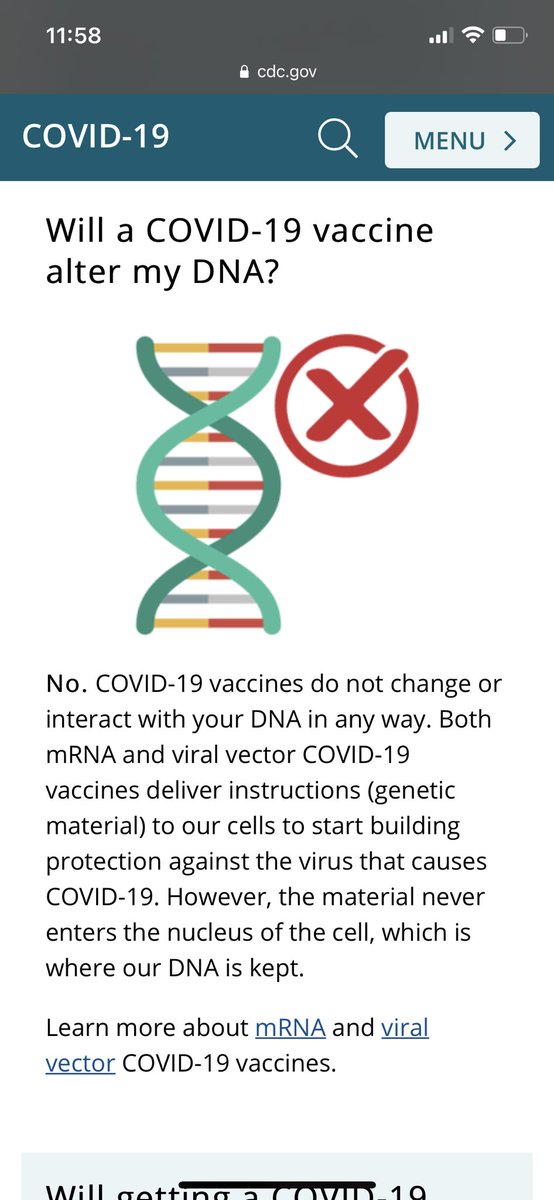 11:58
cdc.gov
COVID-19
MENU
Will a COVID-19 vaccine
alter my DNA?
No. COVID-19 vaccines do not change or
interact with your DNA in any way. Both
mRNA and viral vector COVID-19
vaccines deliver instructions (genetic
material) to our cells to start building
protection against the virus that causes
COVID-19. However, the material never
enters the nucleus of the cell, which is
where our DNA is kept.
Learn more about mRNA and viral
vector COVID-19 vaccines.
Will getting a COVID-19